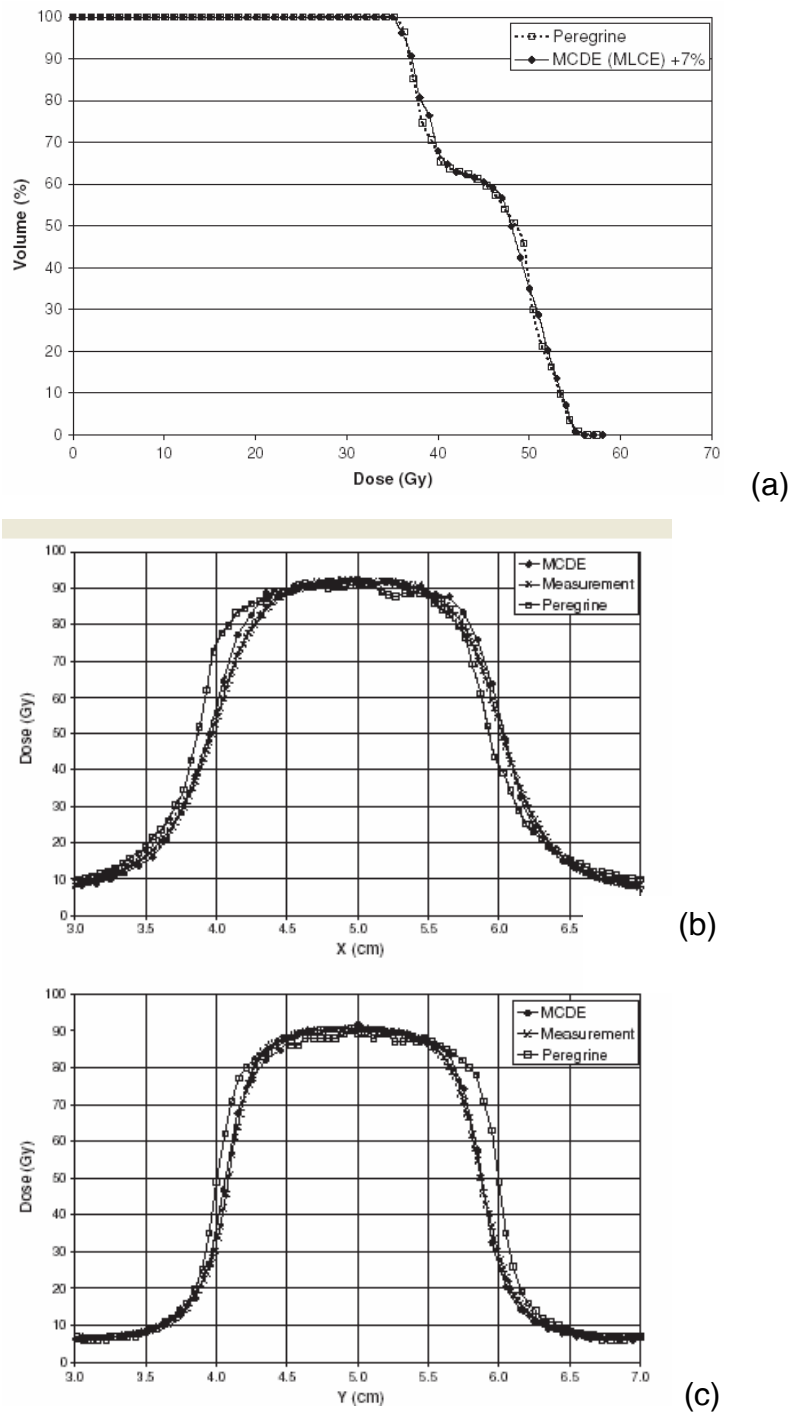 100
90
80
70
60
50
40
30
20
10
0
Volume (%)
Peregrine
MCDE (MLCE) +7%
0 10 20 30 40 50 60 70
Dose (Gy)
(a)
100
90
80
70
60
50
40
30
20
10
0
Dose (Gy)
MCDE
Measurement
Peregrine
3.0 3.5 4.0 4.5 5.0 5.5 6.0 6.5
X (cm)
(b)
100
90
80
70
60
50
40
30
20
10
0
Dose (Gy)
MCDE
Measurement
Peregrine
3.0 3.5 4.0 4.5 5.0 5.5 6.0 6.5 7.0
Y (cm)
(c)